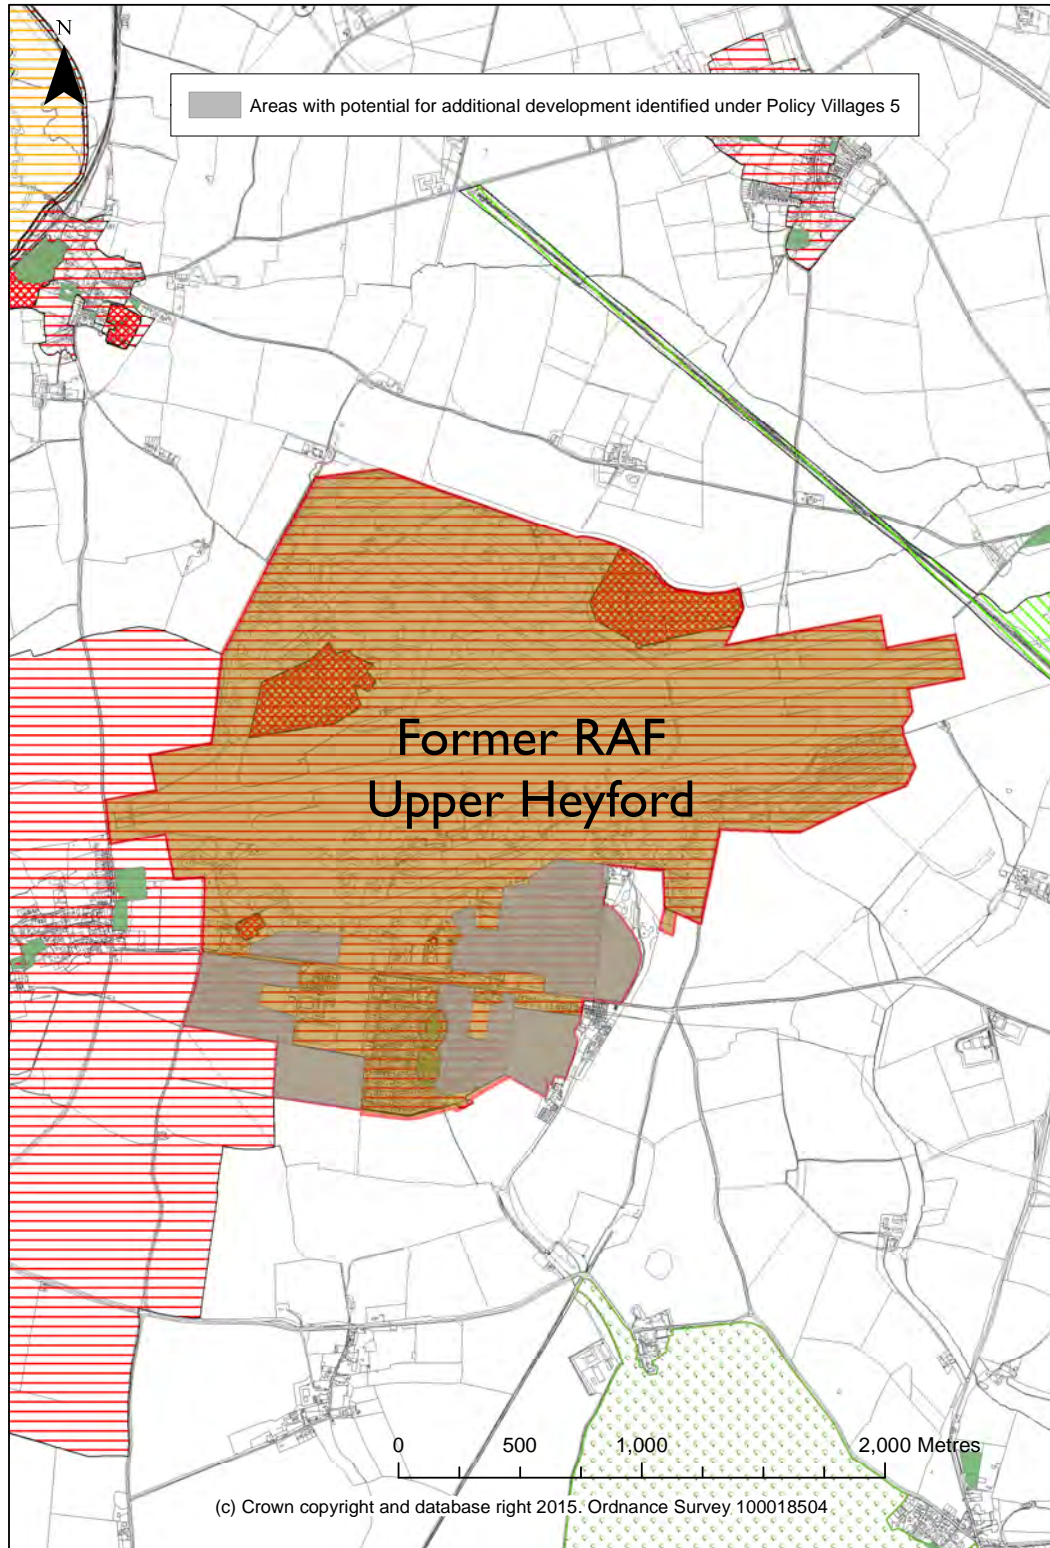 N
Areas with potential for additional development identified under Policy Villages 5
Former RAF
Upper Heyford
0 500 1,000 2,000 Metres
(c) Crown copyright and database right 2015. Ordnance Survey 100018504